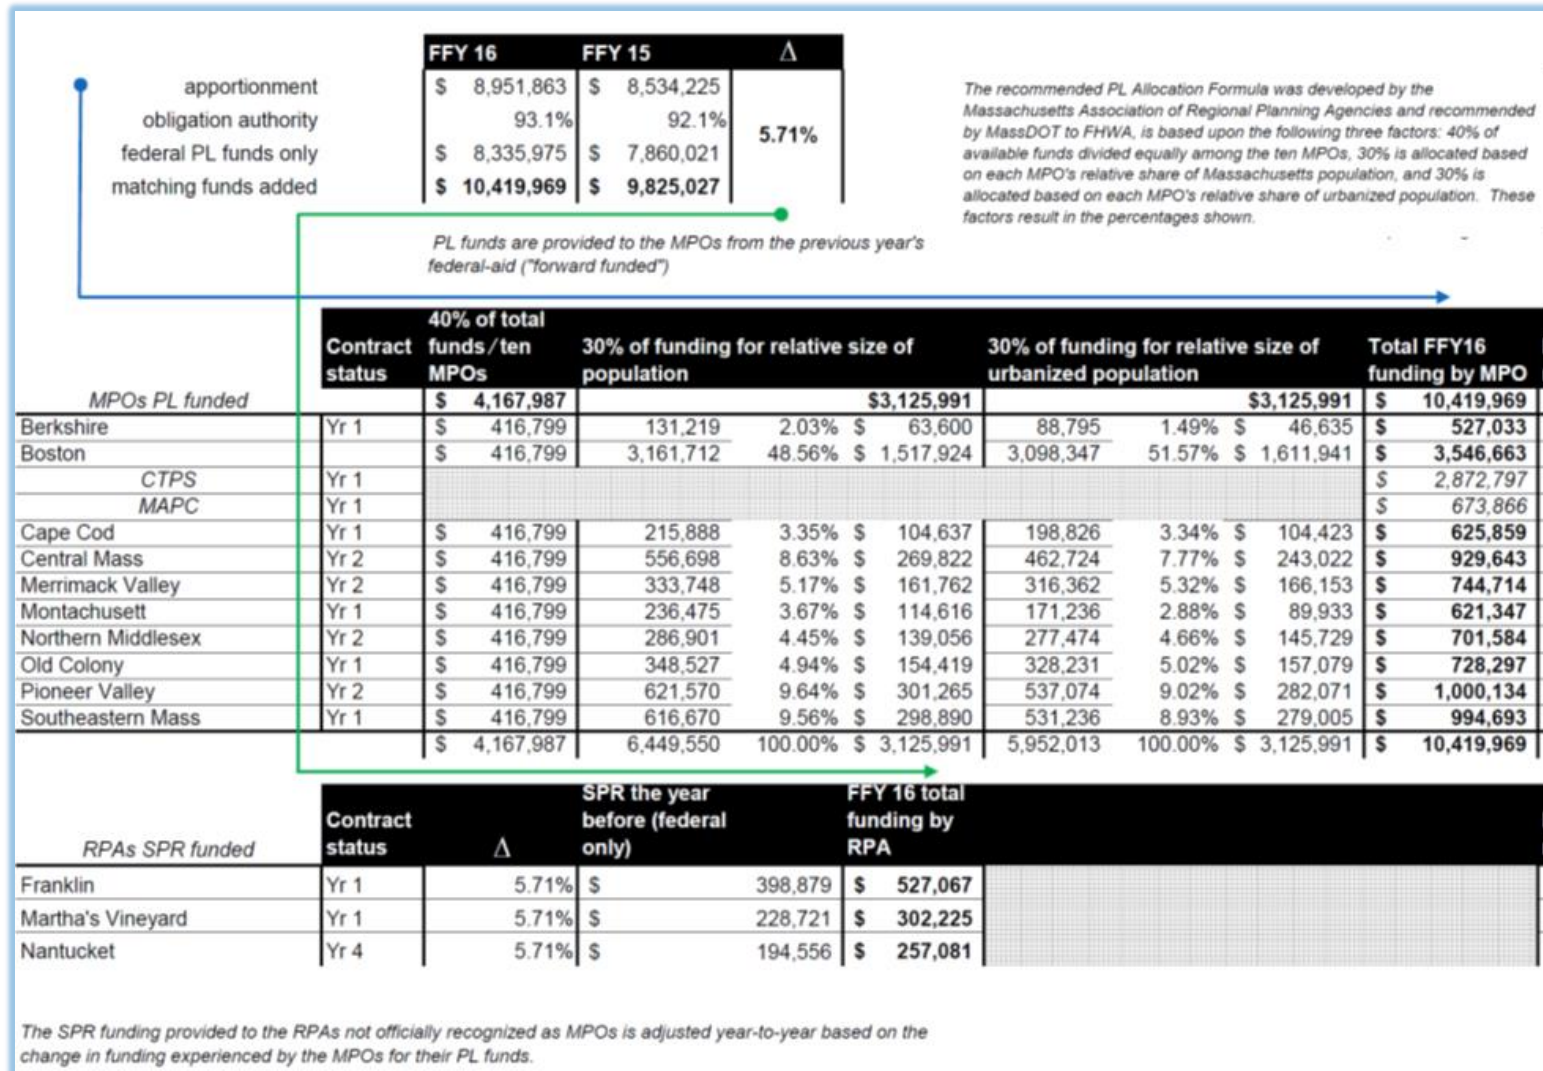 FFY 16 FFY 15 Δ
apportionment $ 8,951,863 $ 8,534,225
obligation authority 93.1% 92.1%
5.71%
federal PL funds only $ 8,335,975 $ 7,860,021
matching funds added $ 10,419,969 $ 9,825,027
The recommended PL Allocation Formula was developed by the
Massachusetts Association of Regional Planning Agencies and recommended
by MassDOT to FHWA, is based upon the following three factors: 40% of
available funds divided equally among the ten MPOs, 30% is allocated based
on each MPO's relative share of Massachusetts population, and 30% is
allocated based on each MPO's relative share of urbanized population. These
factors result in the percentages shown.
PL funds are provided to the MPOs from the previous year's
federal-aid ("forward funded")
40% of total
Contract funds/ten 30% of funding for relative size of 30% of funding for relative size of Total FFY16
status MPOs population urbanized population funding by MPO
MPOs PL funded $ 4,167,987 $3,125,991 $3,125,991 $ 10,419,969
Berkshire Yr 1 $ 416,799 131,219 2.03% $ 63,600 88,795 1.49% $ 46,635 $ 527,033
Boston $ 416,799 3,161,712 48.56% $ 1,517,924 3,098,347 51.57% $ 1,611,941 $ 3,546,663
CTPS Yr 1 $ 2,872,797
MAPC Yr 1 $ 673,866
Cape Cod Yr 1 $ 416,799 215,888 3.35% $ 104,637 198,826 3.34% $ 104,423 $ 625,859
Central Mass Yr 2 $ 416,799 556,698 8.63% $ 269,822 462,724 7.77% $ 243,022 $ 929,643
Merrimack Valley Yr 2 $ 416,799 333,748 5.17% $ 161,762 316,362 5.32% $ 166,153 $ 744,714
Montachusett Yr 1 $ 416,799 236,475 3.67% $ 114,616 171,236 2.88% $ 89,933 $ 621,347
Northern Middlesex Yr 2 $ 416,799 286,901 4.45% $ 139,056 277,474 4.66% $ 145,729 $ 701,584
Old Colony Yr 1 $ 416,799 348,527 4.94% $ 154,419 328,231 5.02% $ 157,079 $ 728,297
Pioneer Valley Yr 2 $ 416,799 621,570 9.64% $ 301,265 537,074 9.02% $ 282,071 $ 1,000,134
Southeastern Mass Yr 1 $ 416,799 616,670 9.56% $ 298,890 531,236 8.93% $ 279,005 $ 994,693
$ 4,167,987 6,449,550 100.00% $ 3,125,991 5,952,013 100.00% $ 3,125,991 $ 10,419,969
SPR the year FFY 16 total
Contract before (federal funding by
RPAs SPR funded status Δ only) RPA
Franklin Yr 1 5.71% $ 398,879 $ 527,067
Martha's Vineyard Yr 1 5.71% $ 228,721 $ 302,225
Nantucket Yr 4 5.71% $ 194,556 $ 257,081
The SPR funding provided to the RPAs not officially recognized as MPOs is adjusted year-to-year based on the
change in funding experienced by the MPOs for their PL funds.